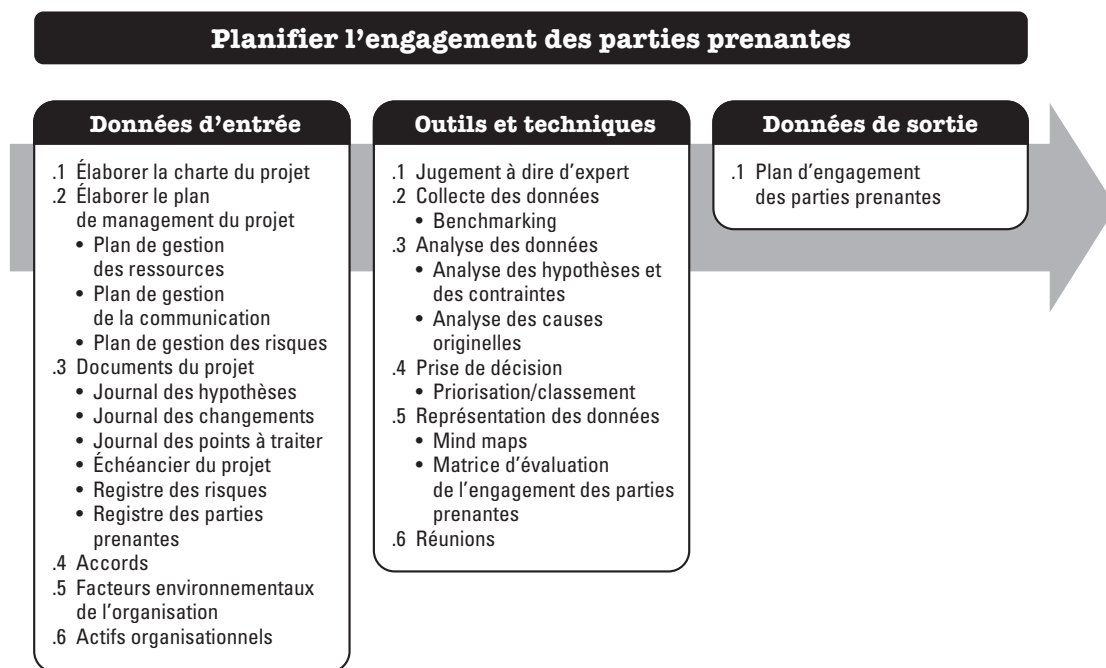 Planifier l'engagement des parties prenantes
Données d'entrée
.1 Élaborer la charte du projet
.2 Élaborer le plan
de management du projet
• Plan de gestion
des ressources
• Plan de gestion
de la communication
• Plan de gestion des risques
.3 Documents du projet
• Journal des hypothèses
• Journal des changements
• Journal des points à traiter
• Échéancier du projet
• Registre des risques
• Registre des parties
prenantes
.4 Accords
.5 Facteurs environnementaux
de l'organisation
.6 Actifs organisationnels
Outils et techniques
.1 Jugement à dire d'expert
.2 Collecte des données
• Benchmarking
.3 Analyse des données
• Analyse des hypothèses et
des contraintes
• Analyse des causes
originelles
.4 Prise de décision
• Priorisation/classement
.5 Représentation des données
• Mind maps
• Matrice d'évaluation
de l'engagement des parties
prenantes
.6 Réunions
Données de sortie
.1 Plan d'engagement
des parties prenantes